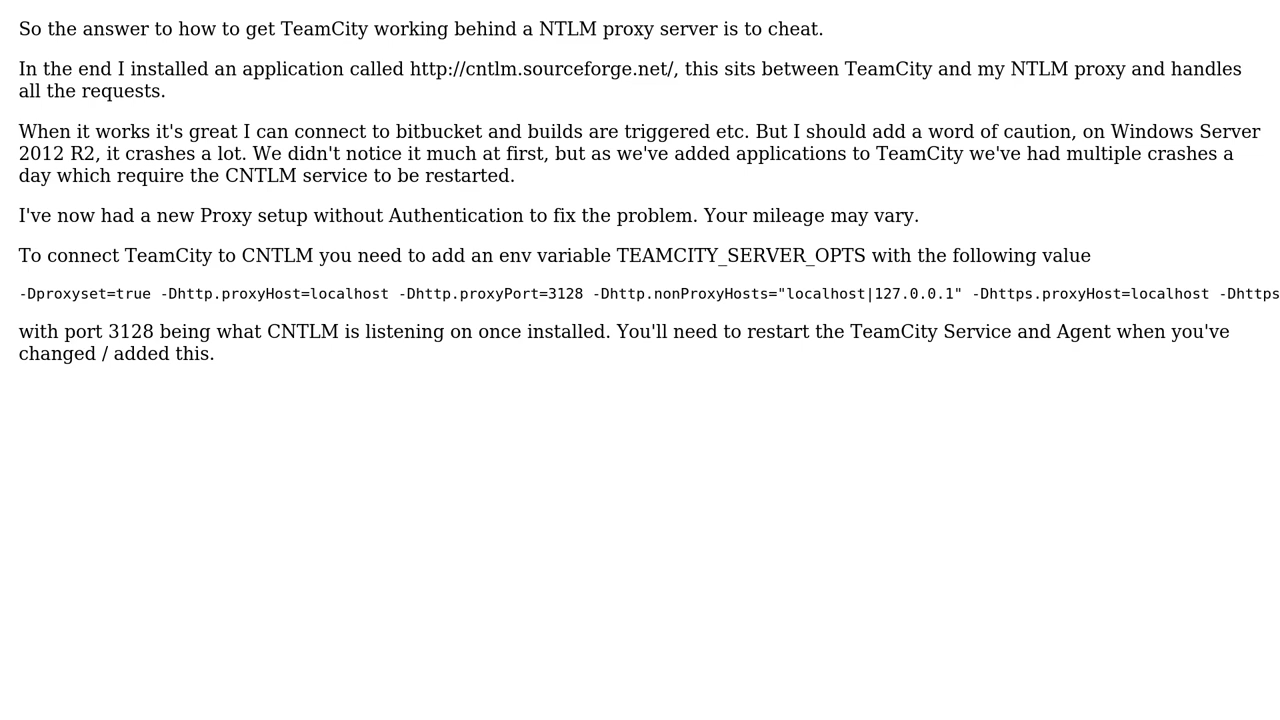 So the answer to how to get TeamCity working behind a NTLM proxy server is to cheat.
In the end I installed an application called http://cntlm.sourceforge.net/, this sits between TeamCity and my NTLM proxy and handles
all the requests.
When it works it's great I can connect to bitbucket and builds are triggered etc. But I should add a word of caution, on Windows Server
2012 R2, it crashes a lot. We didn't notice it much at first, but as we've added applications to TeamCity we've had multiple crashes a
day which require the CNTLM service to be restarted.
I've now had a new Proxy setup without Authentication to fix the problem. Your mileage may vary.
To connect TeamCity to CNTLM you need to add an env variable TEAMCITY_SERVER_OPTS with the following value
-Dproxyset=true -Dhttp.proxyHost=localhost -Dhttp.proxyPort=3128 -Dhttp.nonProxyHosts="localhost|127.0.0.1" -Dhttps.proxyHost=localhost -Dhttps
with port 3128 being what CNTLM is listening on once installed. You'll need to restart the TeamCity Service and Agent when you've
changed / added this.